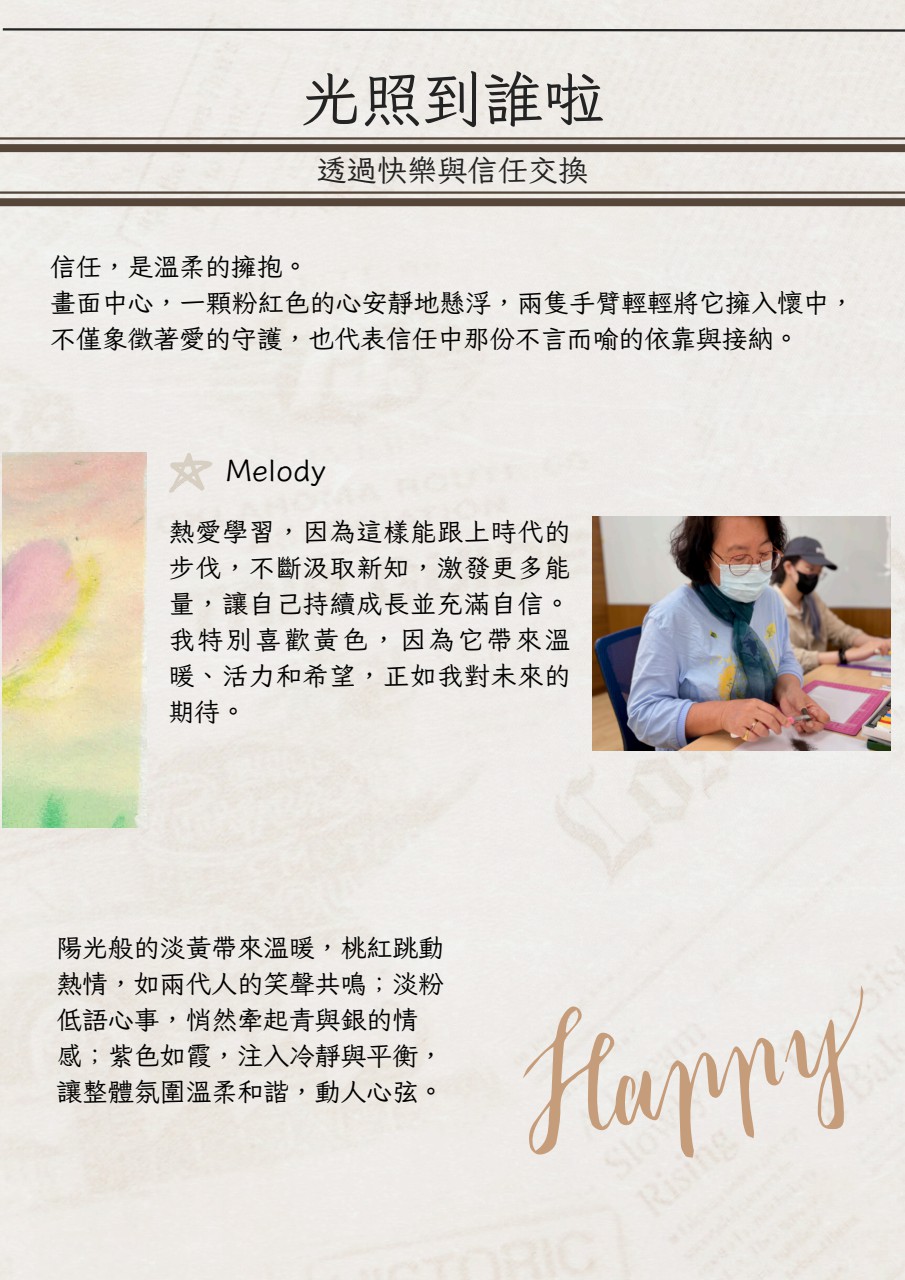 光照到誰啦
透過快樂與信任交換
信任，是溫柔的擁抱。
畫面中心，一顆粉紅色的心安靜地懸浮，兩隻手臂輕輕將它擁入懷中，
不僅象徵著愛的守護，也代表信任中那份不言而喻的依靠與接納。
Melody
熱愛學習，因為這樣能跟上時代的
步伐，不斷汲取新知，激發更多能
量，讓自己持續成長並充滿自信。
我特別喜歡黃色，因為它帶來溫
暖、活力和希望，正如我對未來的
期待。
陽光般的淡黃帶來溫暖，桃紅跳動
熱情，如兩代人的笑聲共鳴；淡粉
低語心事，悄然牽起青與銀的情
感；紫色如霞，注入冷靜與平衡，
讓整體氛圍溫柔和諧，動人心弦。
Happy
Slowly
Rising
HISTORIC